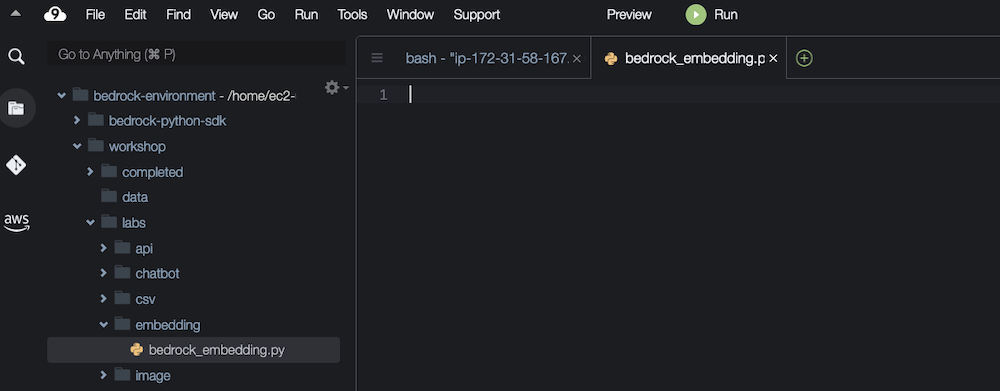 9 File Edit Find View Go Run Tools Window Support Preview Run
Go to Anything (⌘ P)
bash - "ip-172-31-58-167. × bedrock_embedding.p ×
1
bedrock-environment - /home/ec2-
bedrock-python-sdk
workshop
completed
data
labs
api
chatbot
csv
embedding
bedrock_embedding.py
image
aws